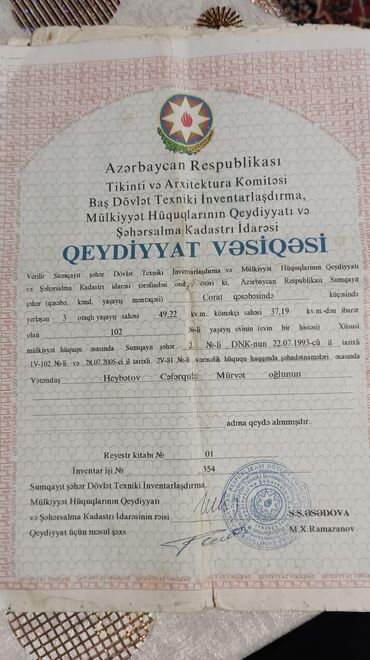 Azərbaycan Respublikası
Tikinti və Arxitektura Komitəsi
Baş Dövlət Texniki İnventarlaşdırma,
Mülkiyyət Hüquqlarının Qeydiyyatı və
Şəhərsalma Kadastrı İdarəsi
QEYDİYYAT VƏSİQƏSİ
Verilir Sumqayıt şəhər Dövlət Texniki İnventarlaşdırma və Mülkiyyət Hüquqlarının Qeydiyyatı
və Şəhərsalma Kadastrı idarəsi tərəfindən ondan ötəri ki, Azərbaycan Respublikası Sumqayıt
şəhər (qəsəbə, kənd, yaşayış məntəqəsi) Corat qəsəbəsində küçəsində
yerləşən 3 otaqlı yaşayış sahəsi 49,22 kv.m. köməkçi sahəsi 37,19 kv.m-dən ibarət
olan 102 №-li yaşayış evinin (evin bir hissəsi) Xüsusi
mülkiyyət hüququ əsasında Sumqayıt şəhər 2 №-li DNK-nun 22.07.1993-cü il tarixli
1V-102 №-li və 28.07.2005-ci il tarixli 2V-81 №-li vərəsəlik hüququ haqqında şəhadətnamələri əsasında
Vətəndaş Heybətov Cəfərqulu Mürvət oğlunun
adına qeydə alınmışdır.
Reyestr kitabı № 01
İnventar işi № 354
Sumqayıt şəhər Dövlət Texniki İnventarlaşdırma,
Mülkiyyət Hüquqlarının Qeydiyyatı
və Şəhərsalma Kadastrı İdarəsinin rəisi S.S.ƏSƏDOVA
Qeydiyyat üçün məsul şəxs M.X.Ramazanov